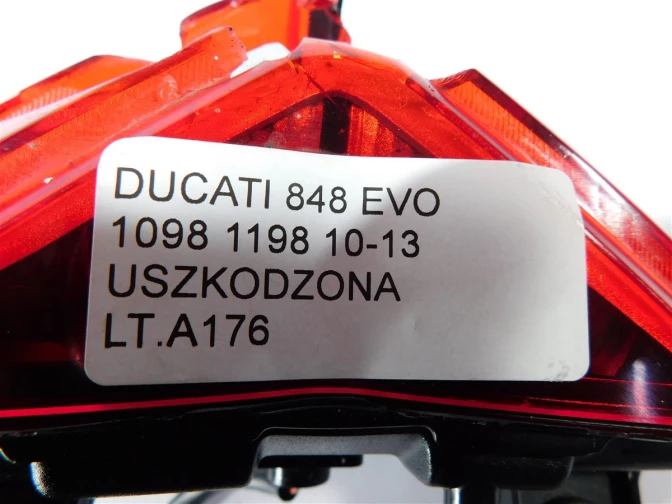 DUCATI 848 EVO
1098 1198 10-13
USZKODZONA
LT.A176